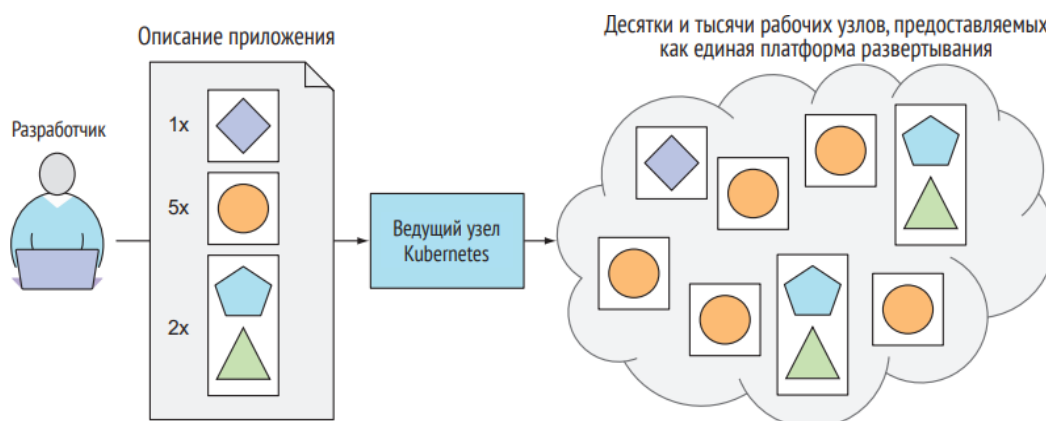 Описание приложения
Десятки и тысячи рабочих узлов, предоставляемых
как единая платформа развертывания
Разработчик
1x
5x
2x
Ведущий узел
Kubernetes